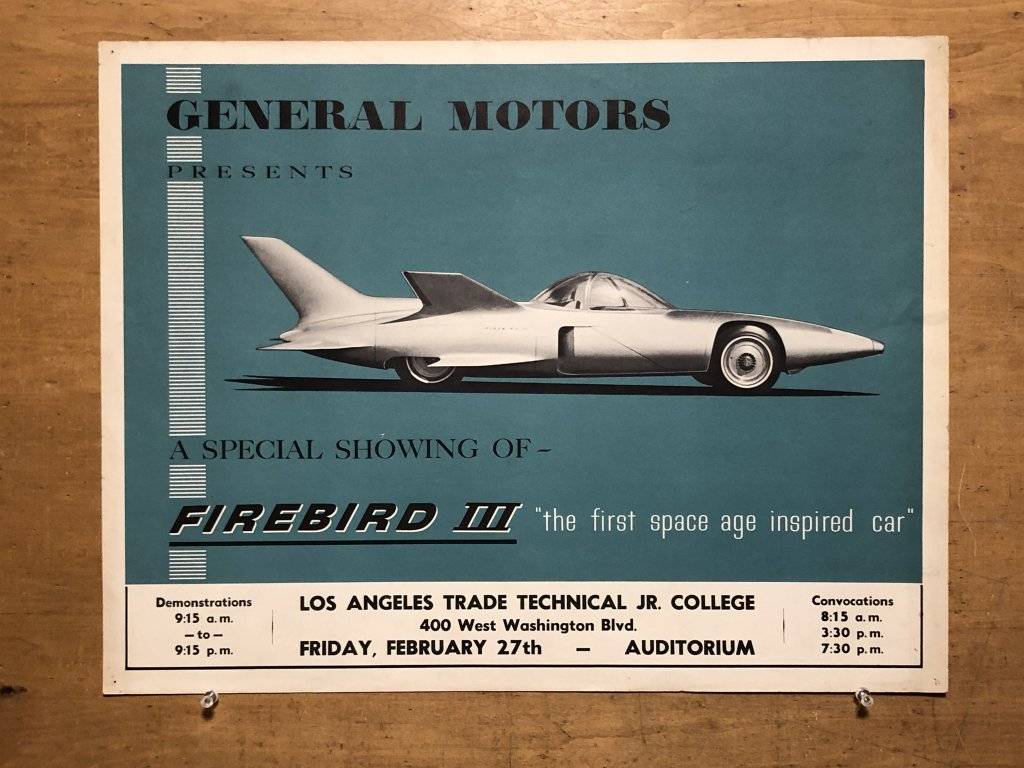 GENERAL MOTORS
PRESENTS
A SPECIAL SHOWING OF –
FIREBIRD III "the first space age inspired car"
Demonstrations
9:15 a.m.
— to —
9:15 p.m.
LOS ANGELES TRADE TECHNICAL JR. COLLEGE
400 West Washington Blvd.
FRIDAY, FEBRUARY 27th — AUDITORIUM
Convocations
8:15 a.m.
3:30 p.m.
7:30 p.m.